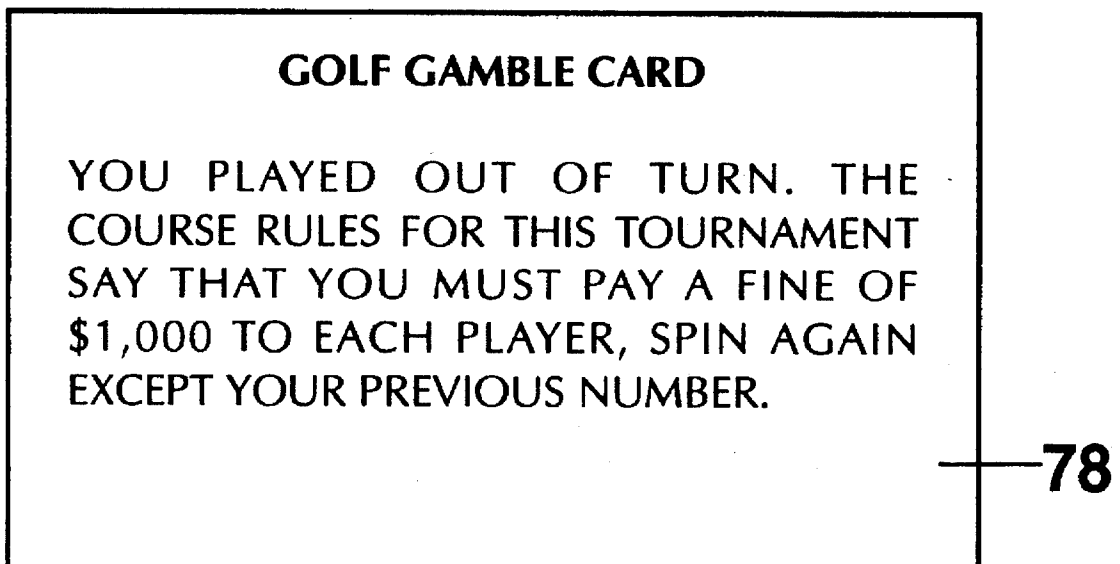 GOLF GAMBLE CARD
YOU PLAYED OUT OF TURN. THE
COURSE RULES FOR THIS TOURNAMENT
SAY THAT YOU MUST PAY A FINE OF
$1,000 TO EACH PLAYER, SPIN AGAIN
EXCEPT YOUR PREVIOUS NUMBER.
78